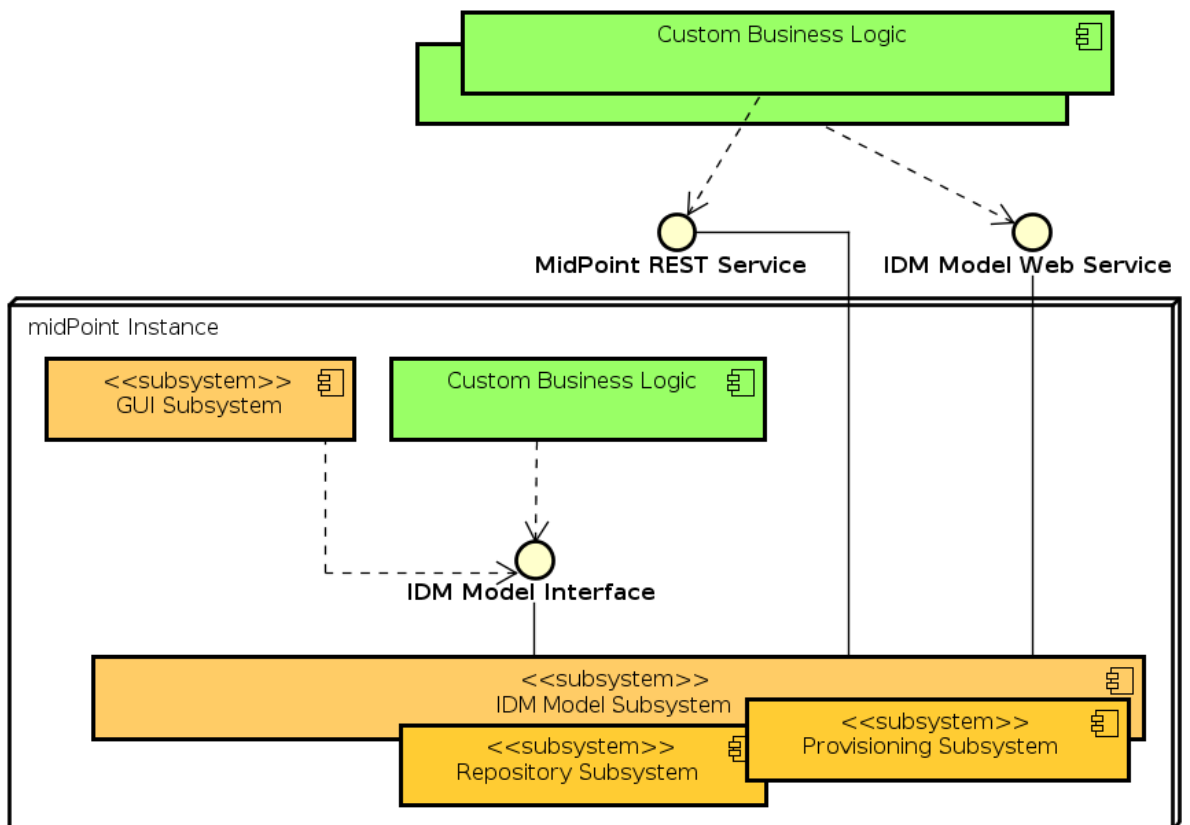 Custom Business Logic
MidPoint REST Service
IDM Model Web Service
midPoint Instance
<<subsystem>>
GUI Subsystem
Custom Business Logic
IDM Model Interface
<<subsystem>>
IDM Model Subsystem
<<subsystem>>
Repository Subsystem
<<subsystem>>
Provisioning Subsystem